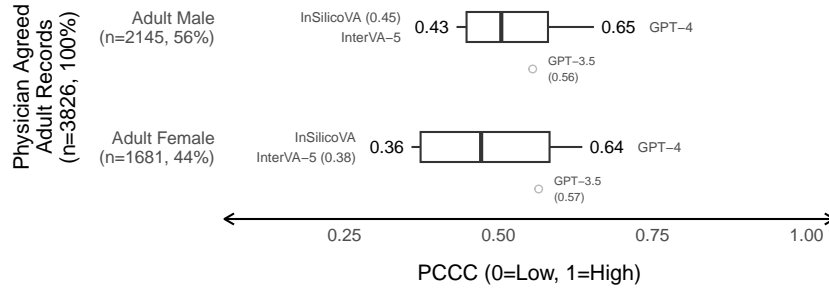 Physician Agreed
Adult Records
(n=3826, 100%)
Adult Male
(n=2145, 56%)
InSilicoVA (0.45)
InterVA−5
0.43
0.65
GPT−4
GPT−3.5
(0.56)
Adult Female
(n=1681, 44%)
InSilicoVA
InterVA−5 (0.38)
0.36
0.64
GPT−4
GPT−3.5
(0.57)
0.25
0.50
0.75
1.00
PCCC (0=Low, 1=High)